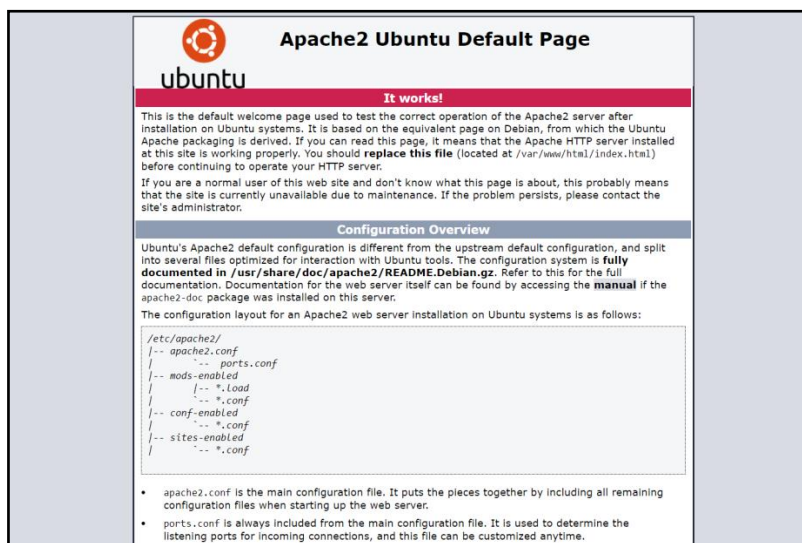 Apache2 Ubuntu Default Page
ubuntu
It works!
This is the default welcome page used to test the correct operation of the Apache2 server after
installation on Ubuntu systems. It is based on the equivalent page on Debian, from which the Ubuntu
Apache packaging is derived. If you can read this page, it means that the Apache HTTP server installed
at this site is working properly. You should replace this file (located at /var/www/html/index.html)
before continuing to operate your HTTP server.
If you are a normal user of this web site and don't know what this page is about, this probably means
that the site is currently unavailable due to maintenance. If the problem persists, please contact the
site's administrator.
Configuration Overview
Ubuntu's Apache2 default configuration is different from the upstream default configuration, and split
into several files optimized for interaction with Ubuntu tools. The configuration system is fully
documented in /usr/share/doc/apache2/README.Debian.gz. Refer to this for the full
documentation. Documentation for the web server itself can be found by accessing the manual if the
apache2-doc package was installed on this server.
The configuration layout for an Apache2 web server installation on Ubuntu systems is as follows:
/etc/apache2/
|-- apache2.conf
|       `--  ports.conf
|-- mods-enabled
|       |-- *.load
|       `-- *.conf
|-- conf-enabled
|       `-- *.conf
|-- sites-enabled
|       `-- *.conf
• apache2.conf is the main configuration file. It puts the pieces together by including all remaining
configuration files when starting up the web server.
• ports.conf is always included from the main configuration file. It is used to determine the
listening ports for incoming connections, and this file can be customized anytime.